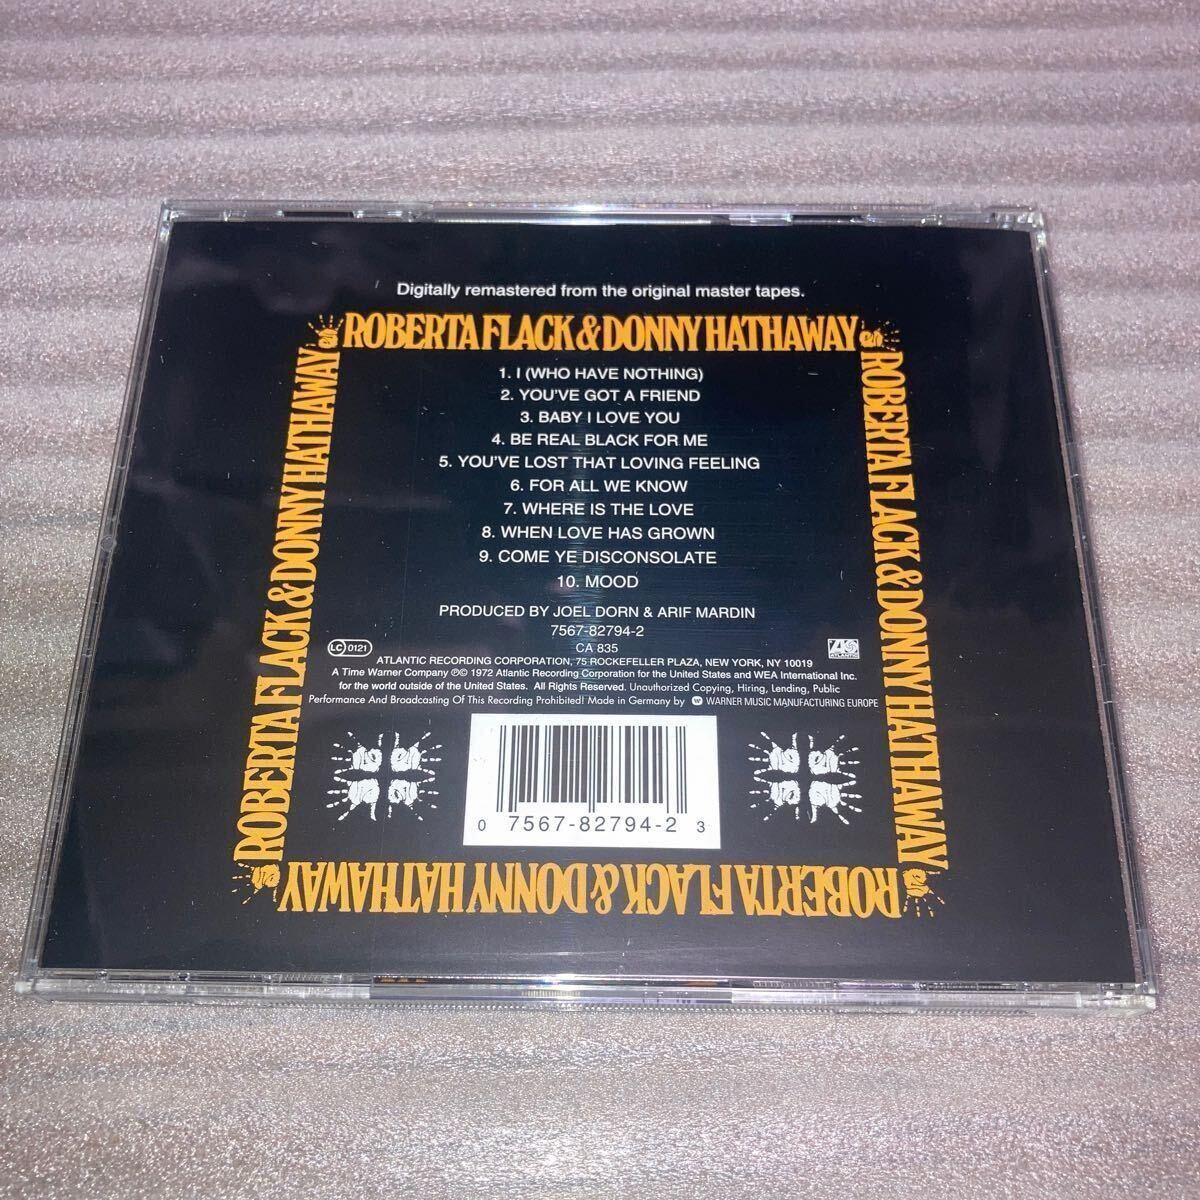 Digitally remastered from the original master tapes.
ROBERTA FLACK & DONNY HATHAWAY
ROBERTA FLACK & DONNY HATHAWAY
ROBERTA FLACK & DONNY HATHAWAY
ROBERTA FLACK & DONNY HATHAWAY
1. I (WHO HAVE NOTHING)
2. YOU'VE GOT A FRIEND
3. BABY I LOVE YOU
4. BE REAL BLACK FOR ME
5. YOU'VE LOST THAT LOVING FEELING
6. FOR ALL WE KNOW
7. WHERE IS THE LOVE
8. WHEN LOVE HAS GROWN
9. COME YE DISCONSOLATE
10. MOOD
PRODUCED BY JOEL DORN & ARIF MARDIN
7567-82794-2
CA 835
LC 0121
ATLANTIC
ATLANTIC RECORDING CORPORATION, 75 ROCKEFELLER PLAZA, NEW YORK, NY 10019
A Time Warner Company ℗© 1972 Atlantic Recording Corporation for the United States and WEA International Inc.
for the world outside of the United States. All Rights Reserved. Unauthorized Copying, Hiring, Lending, Public
Performance And Broadcasting Of This Recording Prohibited! Made in Germany by W WARNER MUSIC MANUFACTURING EUROPE
0 7567-82794-2 3